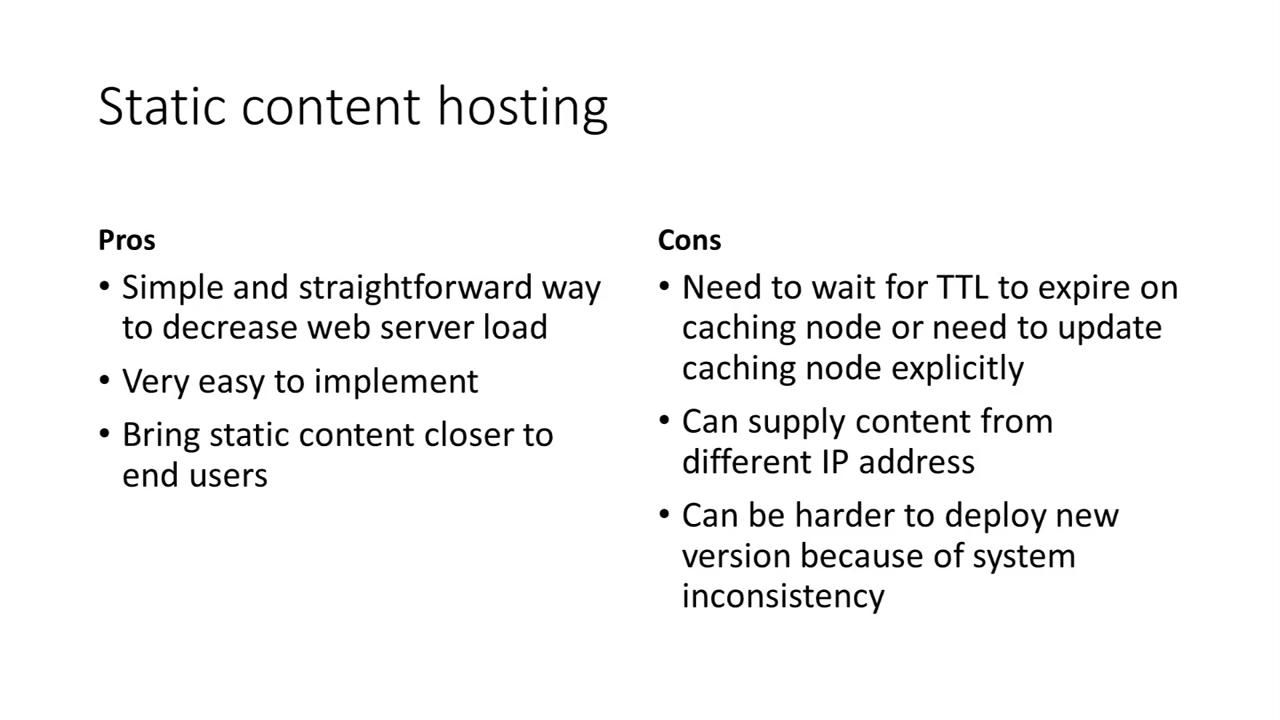 Static content hosting
Pros
• Simple and straightforward way
to decrease web server load
• Very easy to implement
• Bring static content closer to
end users
Cons
• Need to wait for TTL to expire on
caching node or need to update
caching node explicitly
• Can supply content from
different IP address
• Can be harder to deploy new
version because of system
inconsistency